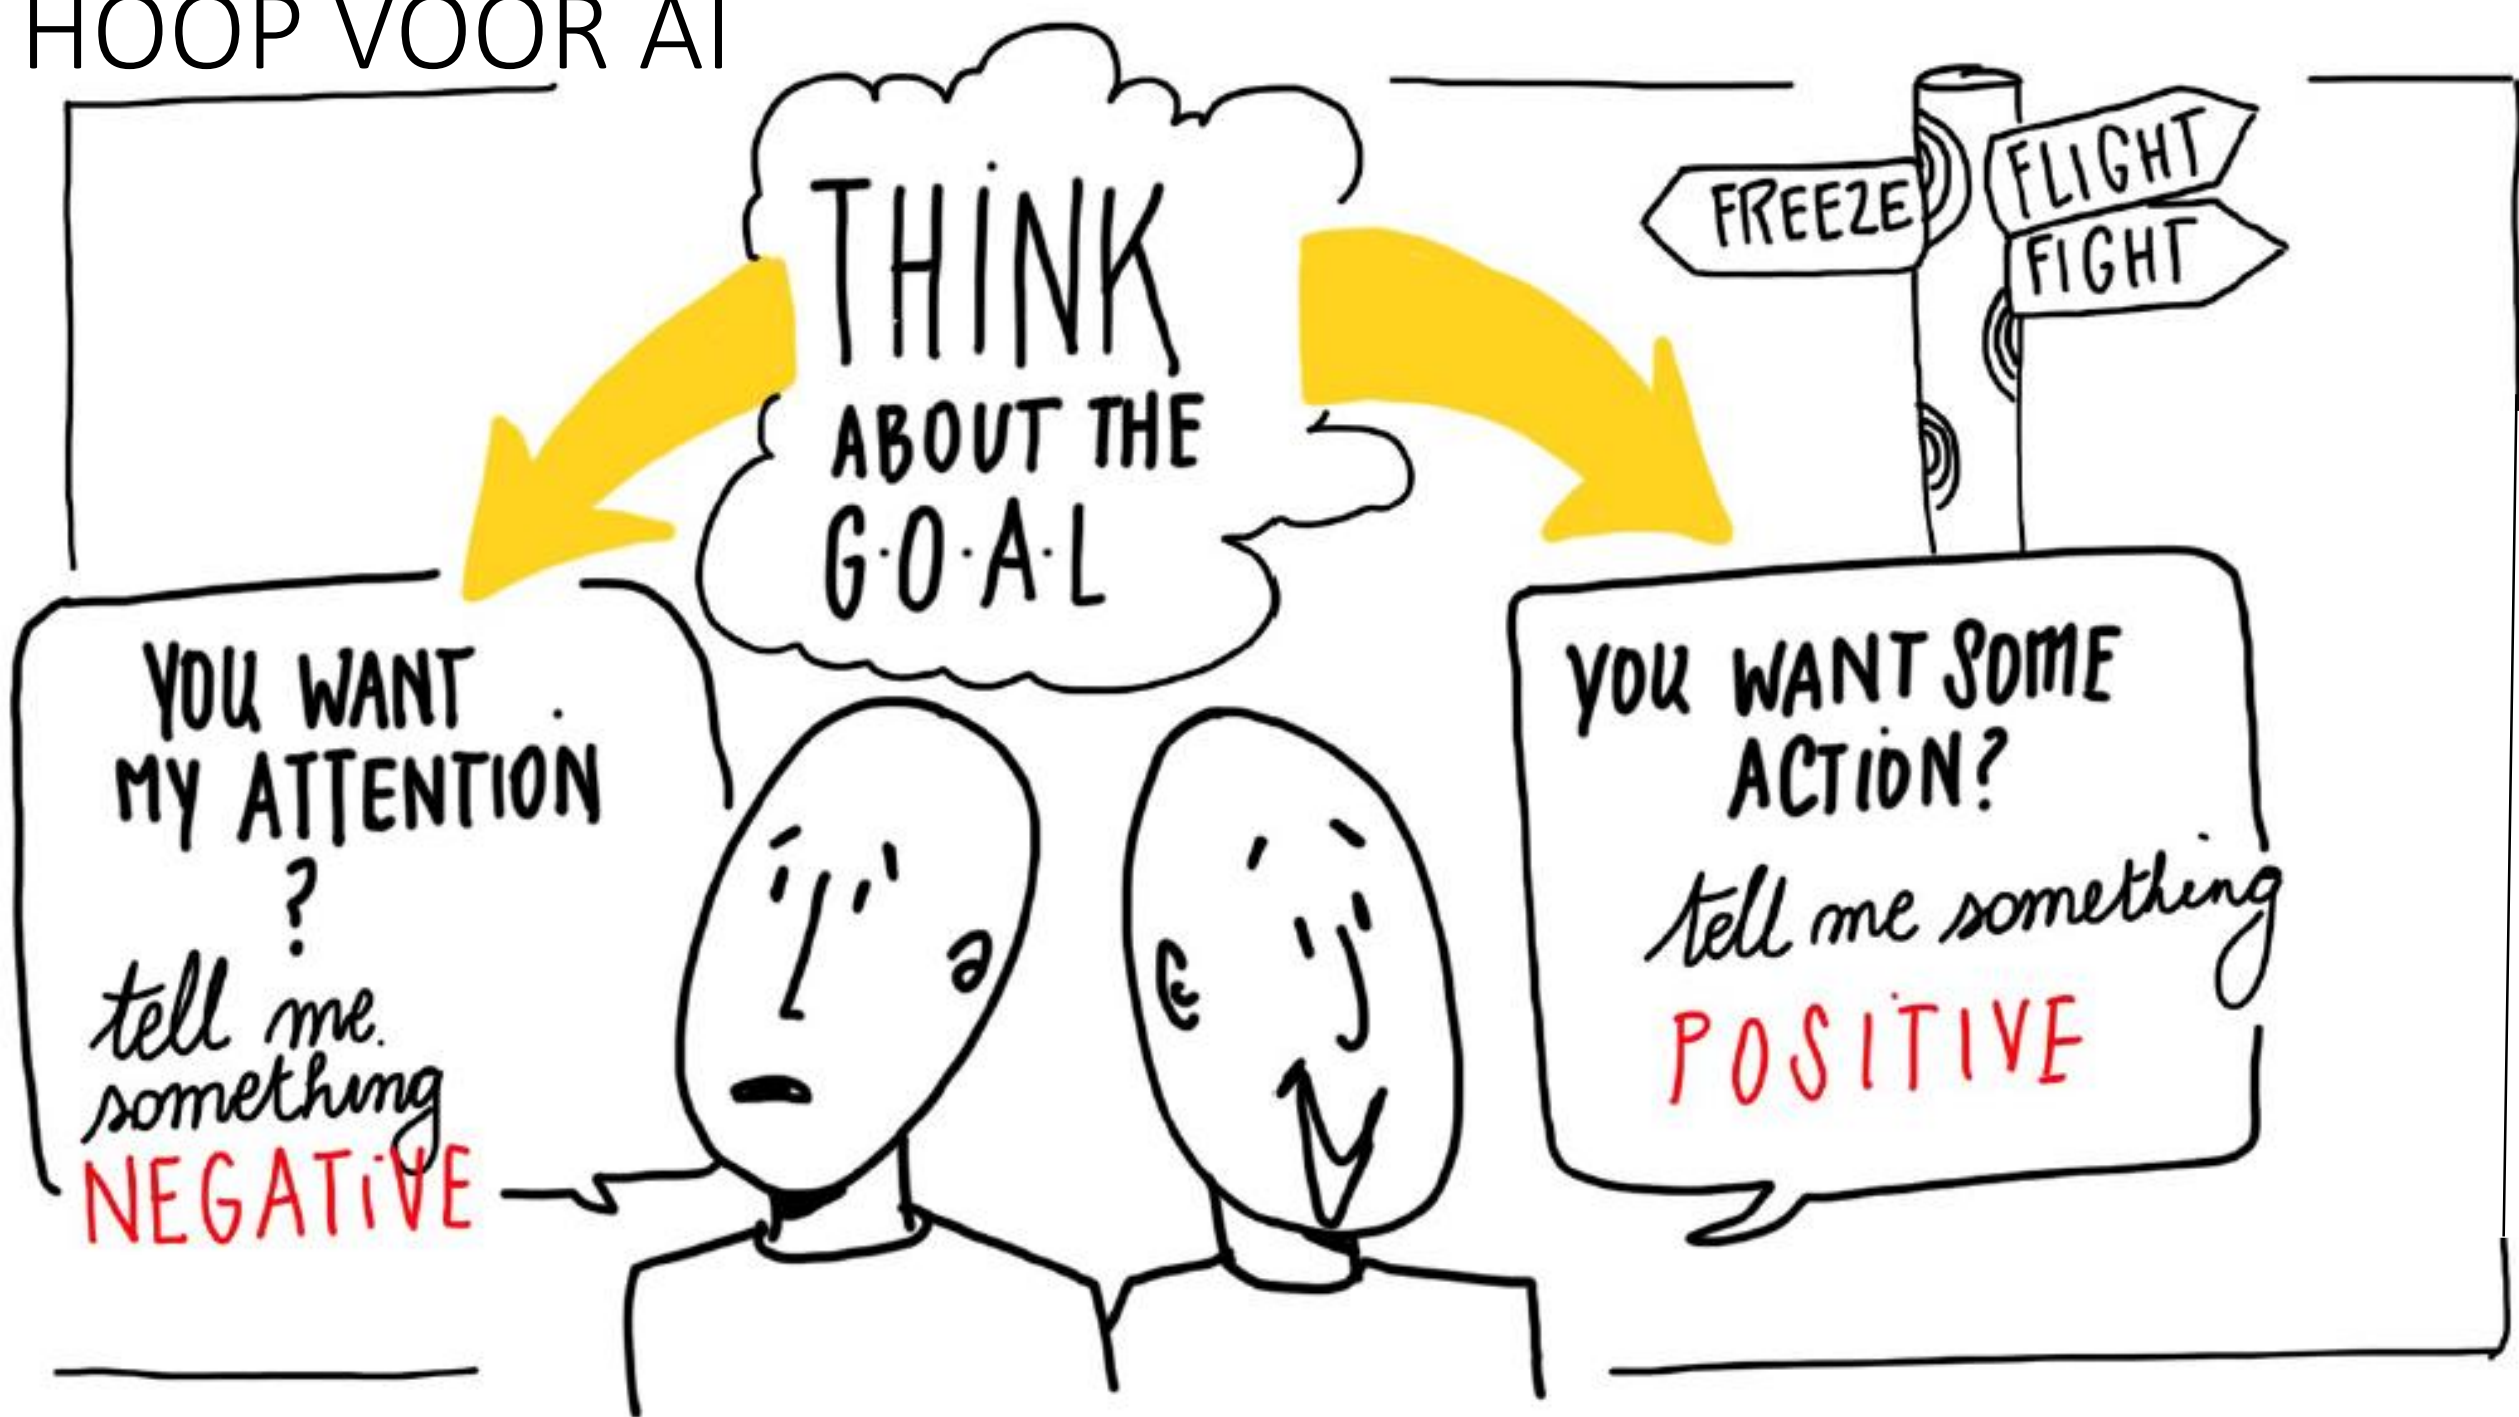 HOOP VOOR AI
THINK
ABOUT THE
G.O.A.L
FREEZE
FLIGHT
FIGHT
YOU WANT
MY ATTENTION
?
tell me
something
NEGATIVE
YOU WANT SOME
ACTION?
tell me something
POSITIVE